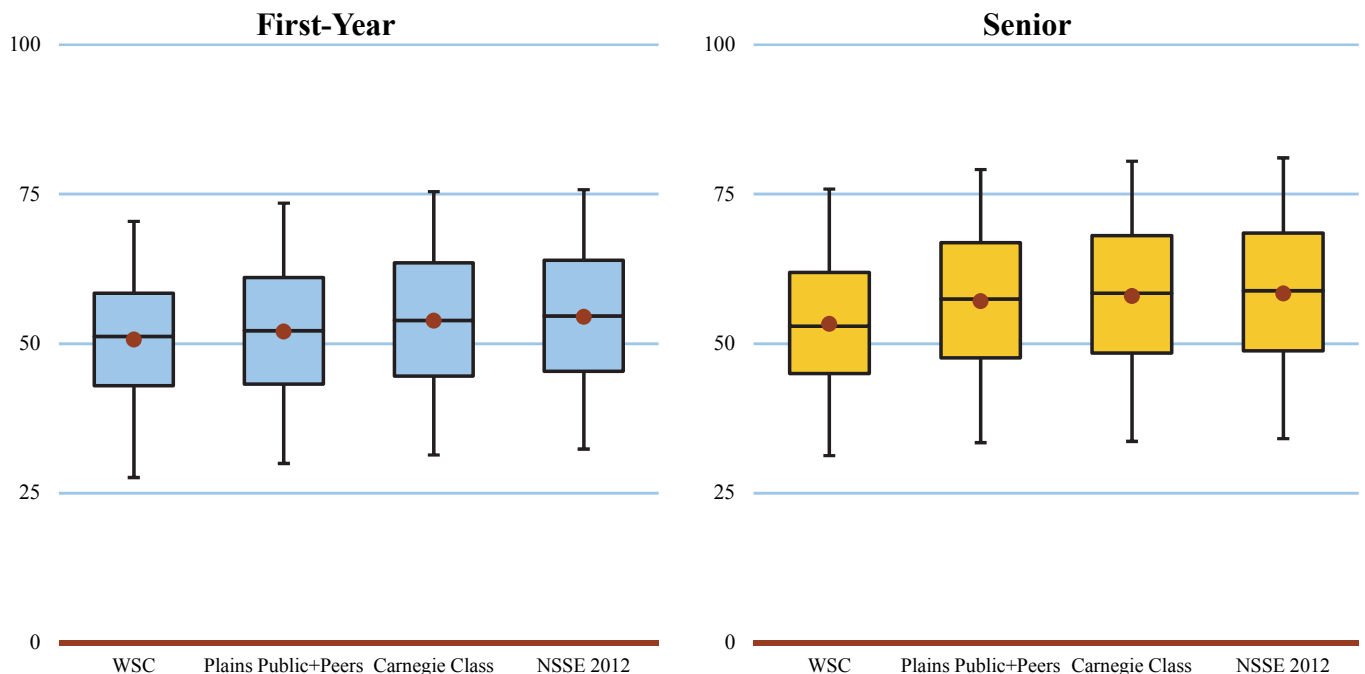 First-Year
100
75
50
25
0
WSC
Plains Public+Peers
Carnegie Class
NSSE 2012
Senior
100
75
50
25
0
WSC
Plains Public+Peers
Carnegie Class
NSSE 2012